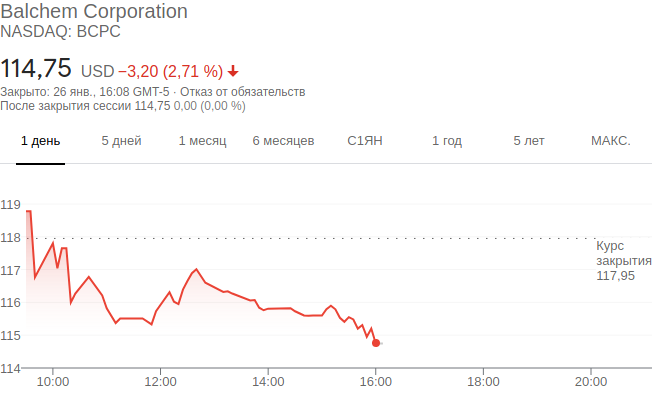 Balchem Corporation
NASDAQ: BCPC
114,75 USD −3,20 (2,71 %)
Закрыто: 26 янв., 16:08 GMT-5 · Отказ от обязательств
После закрытия сессии 114,75 0,00 (0,00 %)
1 день 5 дней 1 месяц 6 месяцев С1ЯН 1 год 5 лет МАКС.
119
118
Курс
закрытия
117,95
117
116
115
114
10:00 12:00 14:00 16:00 18:00 20:00